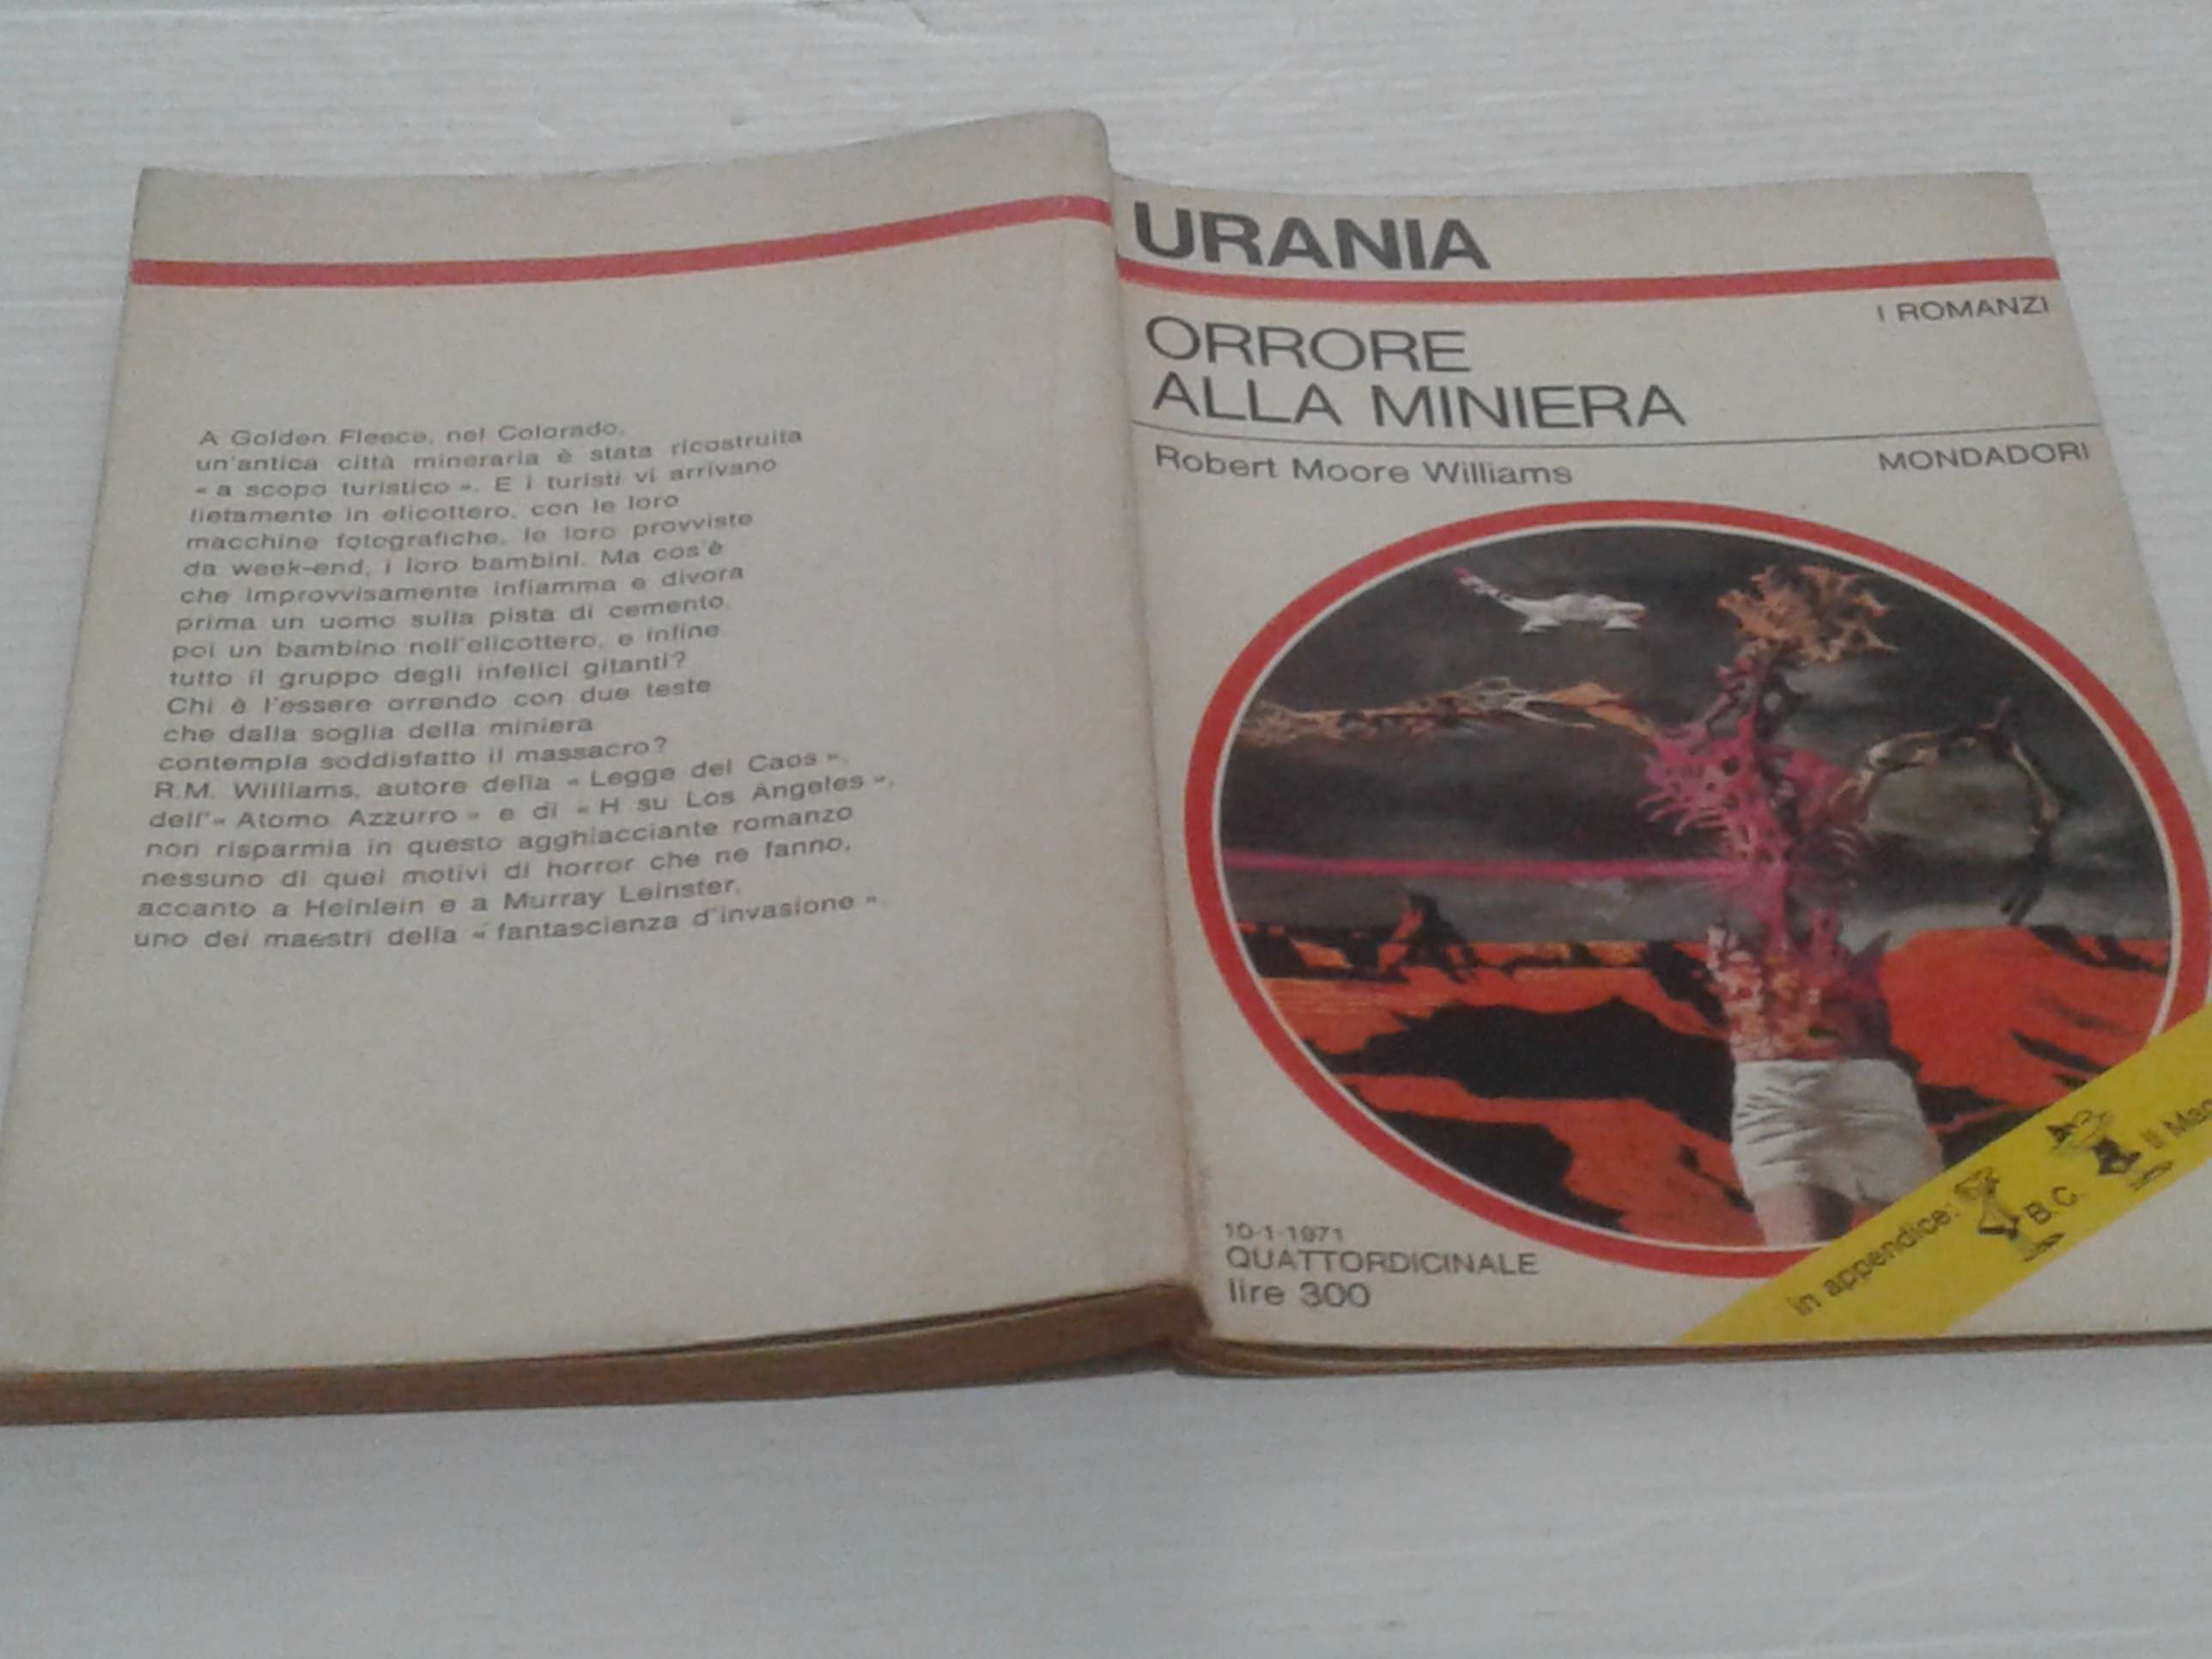 A Golden Fleece, nel Colorado,
un'antica città mineraria è stata ricostruita
« a scopo turistico ». E i turisti vi arrivano
lietamente in elicottero, con le loro
macchine fotografiche, le loro provviste
da week-end, i loro bambini. Ma cos'è
che improvvisamente infiamma e divora
prima un uomo sulla pista di cemento,
poi un bambino nell'elicottero, e infine
tutto il gruppo degli infelici gitanti?
Chi è l'essere orrendo con due teste
che dalla soglia della miniera
contempla soddisfatto il massacro?
R.M. Williams, autore della « Legge del Caos »,
dell'« Atomo Azzurro » e di « H su Los Angeles »,
non risparmia in questo agghiacciante romanzo
nessuno di quei motivi di horror che ne fanno,
accanto a Heinlein e a Murray Leinster,
uno dei maestri della « fantascienza d'invasione ».
URANIA
I ROMANZI
ORRORE
ALLA MINIERA
Robert Moore Williams
MONDADORI
10-1-1971
QUATTORDICINALE
lire 300
in appendice: B.C. Il